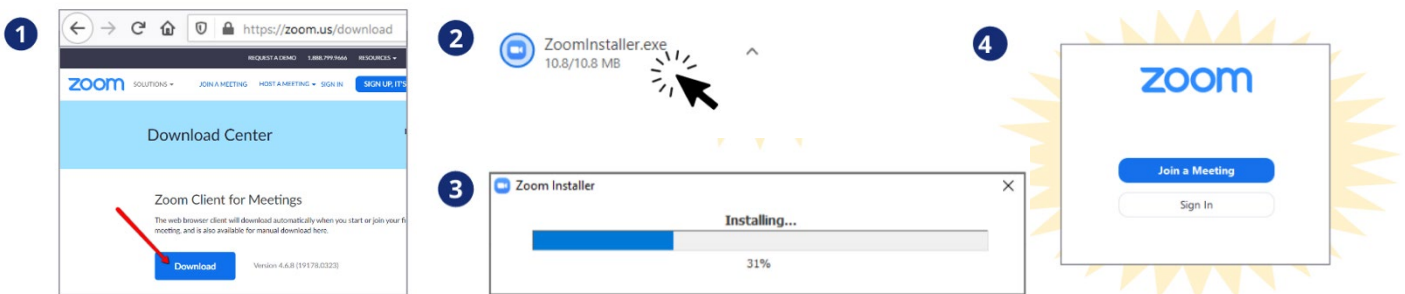 1
https://zoom.us/download
REQUEST A DEMO 1.888.799.9666 RESOURCES
zoom SOLUTIONS JOIN A MEETING HOST A MEETING SIGN IN SIGN UP, IT'S
Download Center
Zoom Client for Meetings
The web browser client will download automatically when you start or join your fi
meeting, and is also available for manual download here.
Download Version 4.6.8 (19178.0323)
2
ZoomInstaller.exe
10.8/10.8 MB
3
Zoom Installer
Installing...
31%
4
zoom
Join a Meeting
Sign In